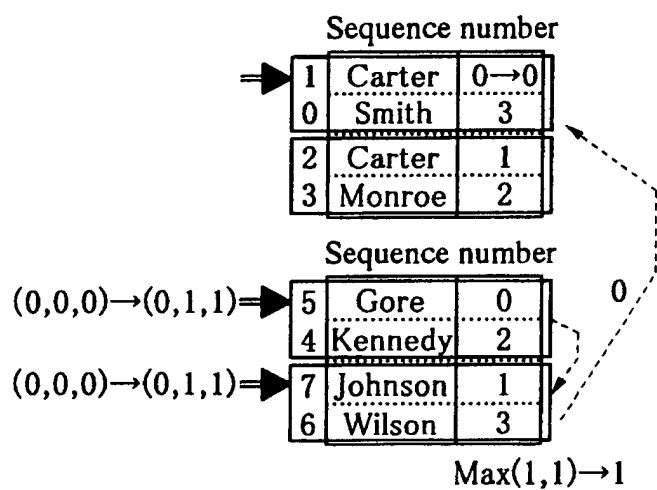 Sequence number
1 Carter 0→0
0 Smith 3
2 Carter 1
3 Monroe 2
Sequence number
(0,0,0)→(0,1,1) 5 Gore 0
0
4 Kennedy 2
(0,0,0)→(0,1,1) 7 Johnson 1
6 Wilson 3
Max(1,1)→1